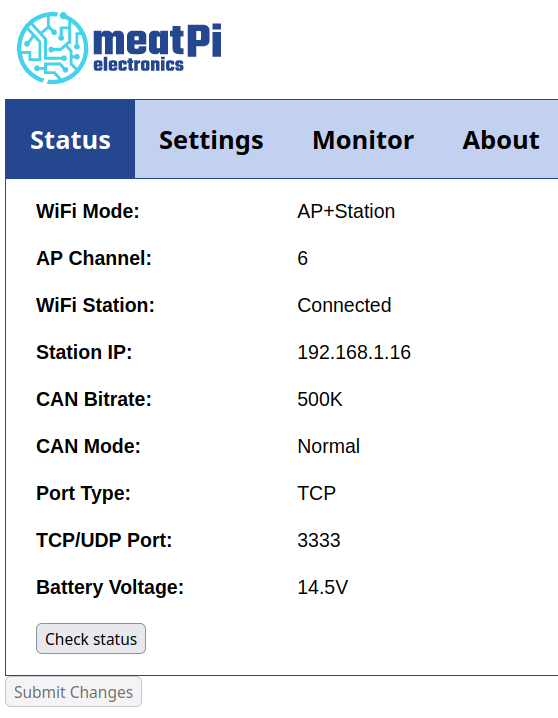 meatPi
electronics
Status Settings Monitor About
WiFi Mode: AP+Station
AP Channel: 6
WiFi Station: Connected
Station IP: 192.168.1.16
CAN Bitrate: 500K
CAN Mode: Normal
Port Type: TCP
TCP/UDP Port: 3333
Battery Voltage: 14.5V
Check status
Submit Changes